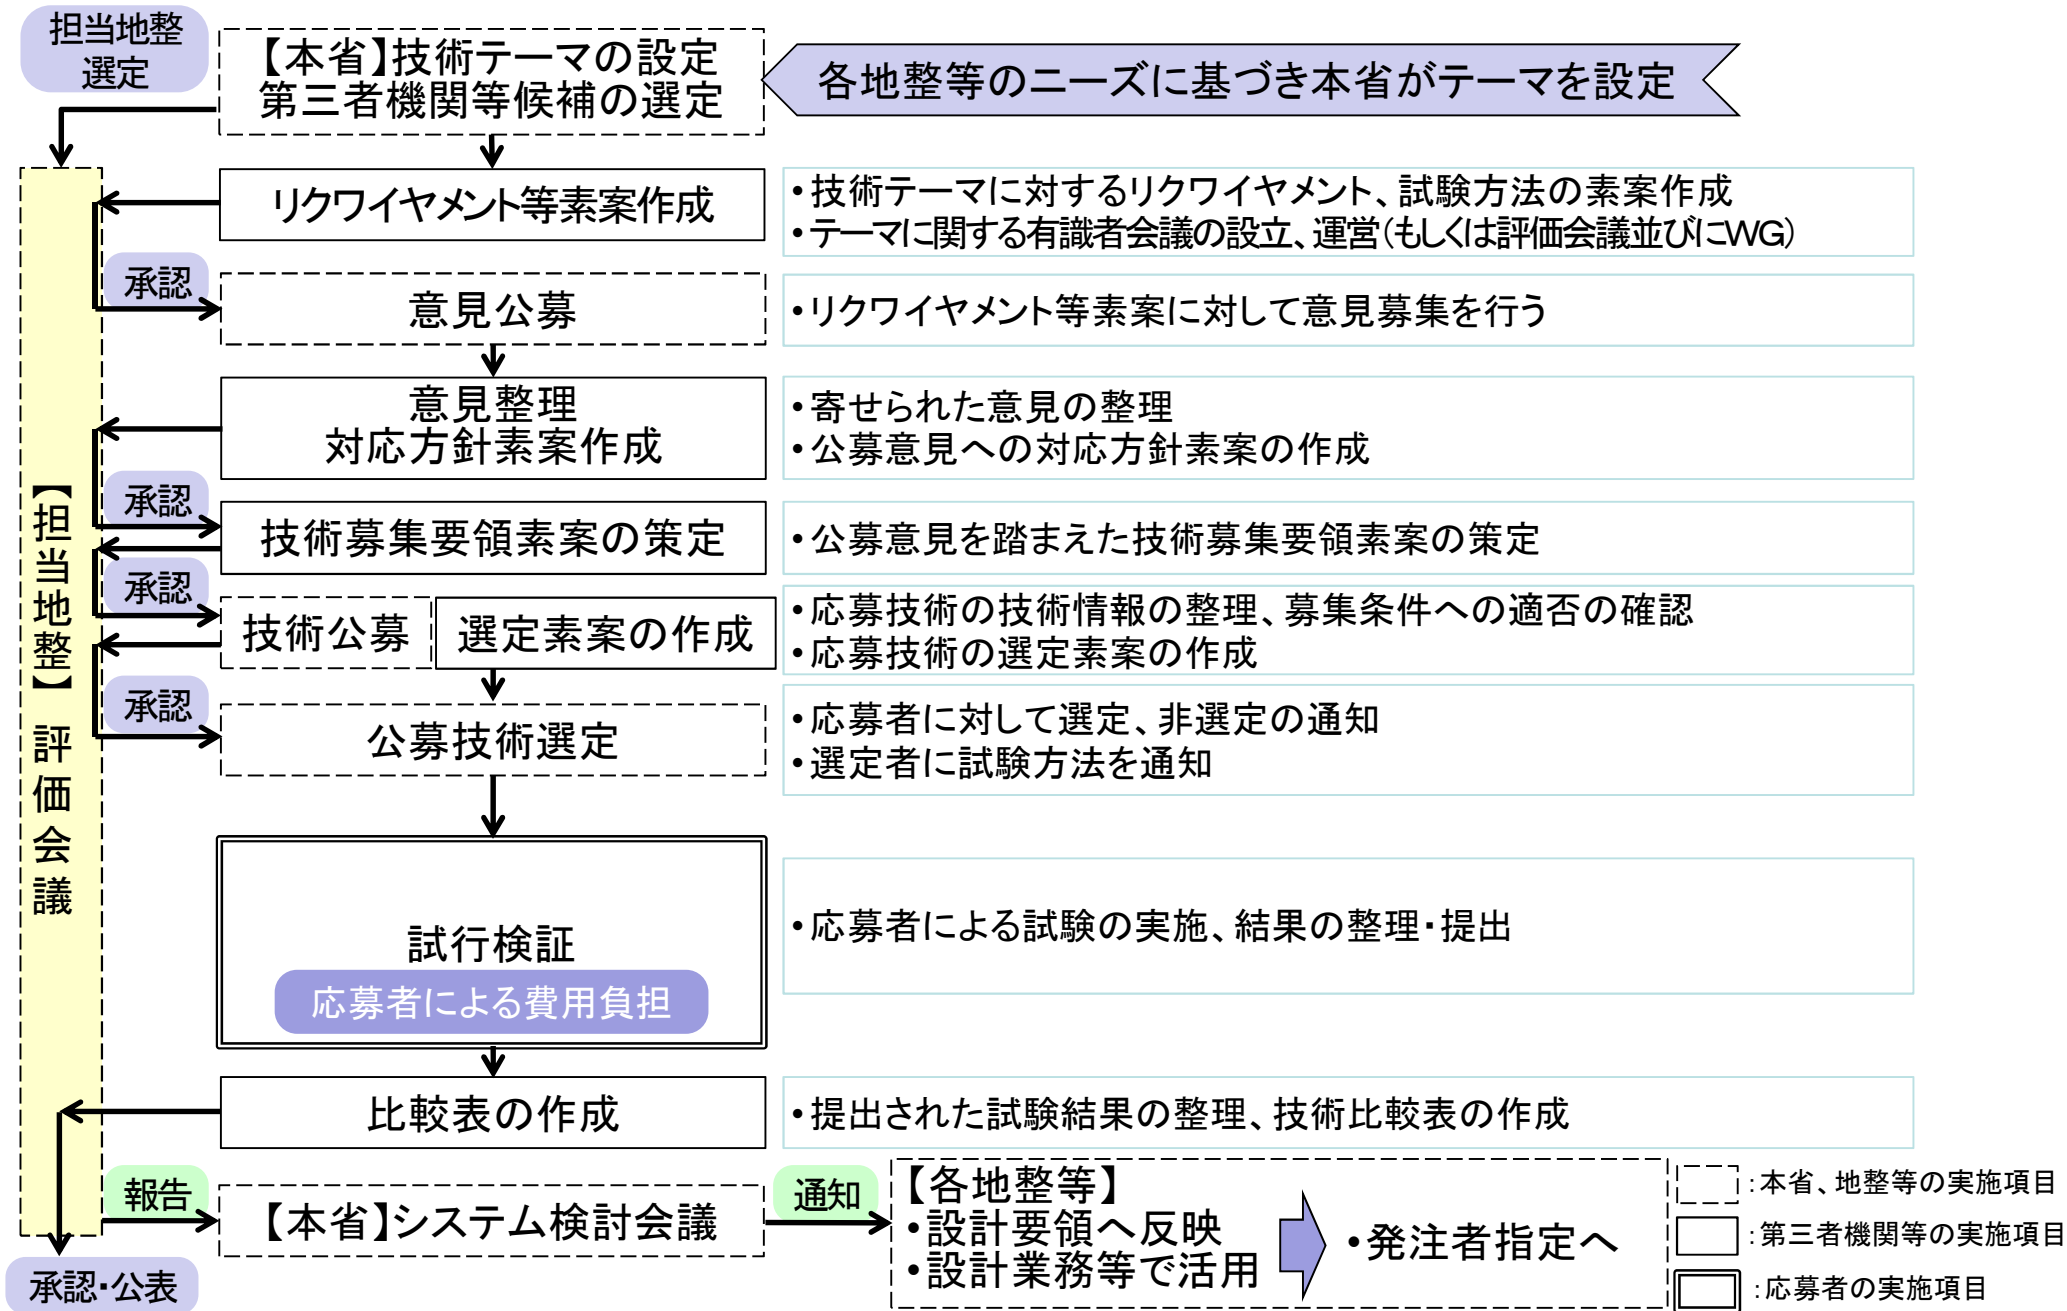 担当地整
選定
【本省】技術テーマの設定
第三者機関等候補の選定
各地整等のニーズに基づき本省がテーマを設定
リクワイヤメント等素案作成
・技術テーマに対するリクワイヤメント、試験方法の素案作成
・テーマに関する有識者会議の設立、運営（もしくは評価会議並びにWG）
承認
意見公募
・リクワイヤメント等素案に対して意見募集を行う
意見整理
対応方針素案作成
・寄せられた意見の整理
・公募意見への対応方針素案の作成
承認
技術募集要領素案の策定
・公募意見を踏まえた技術募集要領素案の策定
承認
技術公募
選定素案の作成
・応募技術の技術情報の整理、募集条件への適否の確認
・応募技術の選定素案の作成
承認
公募技術選定
・応募者に対して選定、非選定の通知
・選定者に試験方法を通知
【担当地整】評価会議
試行検証
応募者による費用負担
・応募者による試験の実施、結果の整理・提出
比較表の作成
・提出された試験結果の整理、技術比較表の作成
報告
【本省】システム検討会議
通知
【各地整等】
・設計要領へ反映
・設計業務等で活用
・発注者指定へ
承認・公表
：本省、地整等の実施項目
：第三者機関等の実施項目
：応募者の実施項目